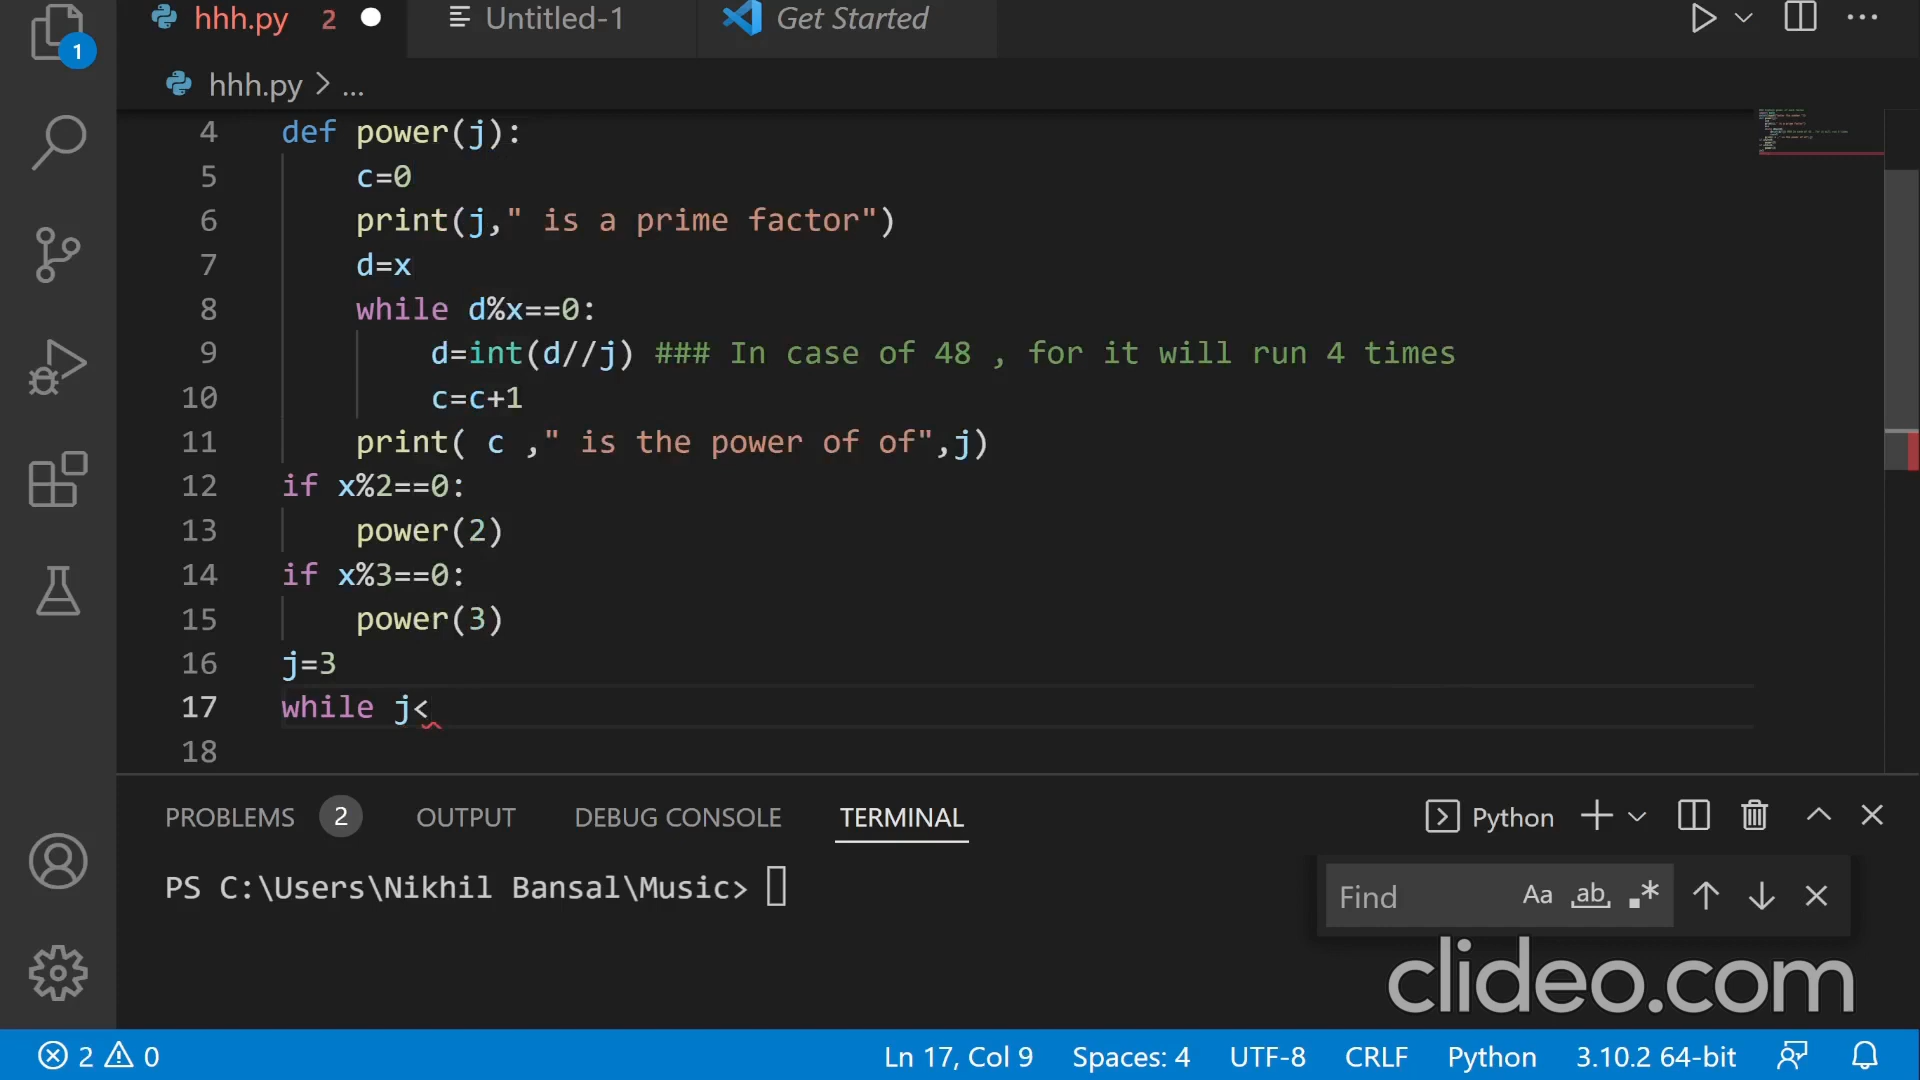 hhh.py 2 Untitled-1 Get Started
1
hhh.py > ...
4 def power(j):
5 c=0
6 print(j," is a prime factor")
7 d=x
8 while d%x==0:
9 d=int(d//j) ### In case of 48 , for it will run 4 times
10 c=c+1
11 print( c ," is the power of of",j)
12 if x%2==0:
13 power(2)
14 if x%3==0:
15 power(3)
16 j=3
17 while j<
18
PROBLEMS 2 OUTPUT DEBUG CONSOLE TERMINAL Python
PS C:\Users\Nikhil Bansal\Music>
Find Aa ab .*
clideo.com
2 0 Ln 17, Col 9 Spaces: 4 UTF-8 CRLF Python 3.10.2 64-bit